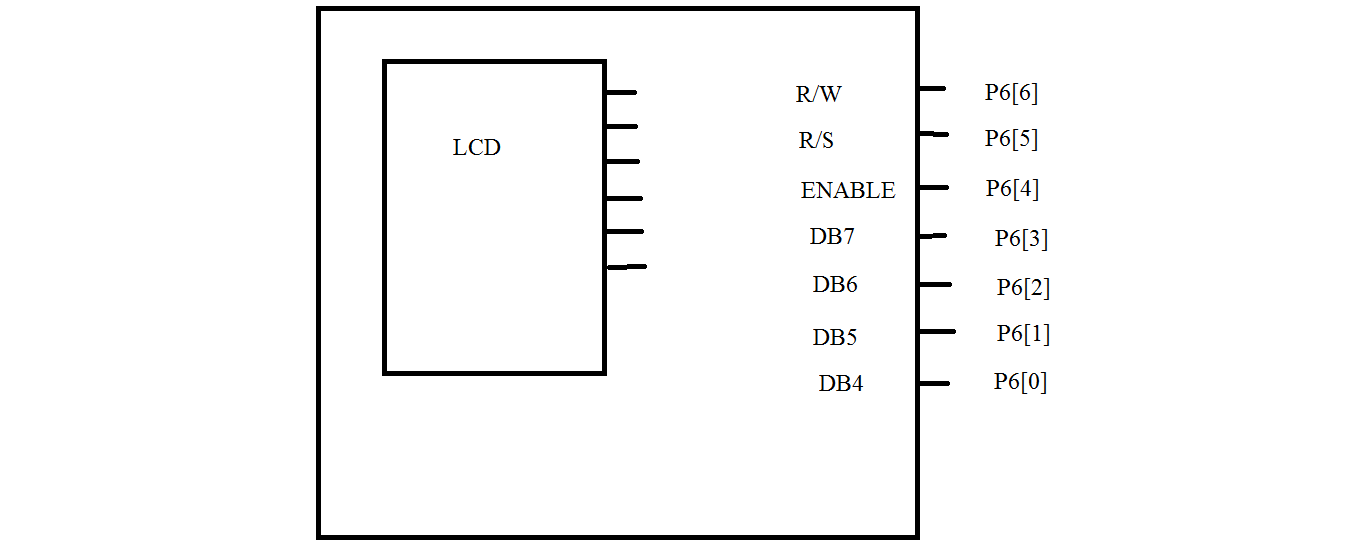 R/W P6[6]
LCD R/S P6[5]
ENABLE P6[4]
DB7 P6[3]
DB6 P6[2]
DB5 P6[1]
DB4 P6[0]